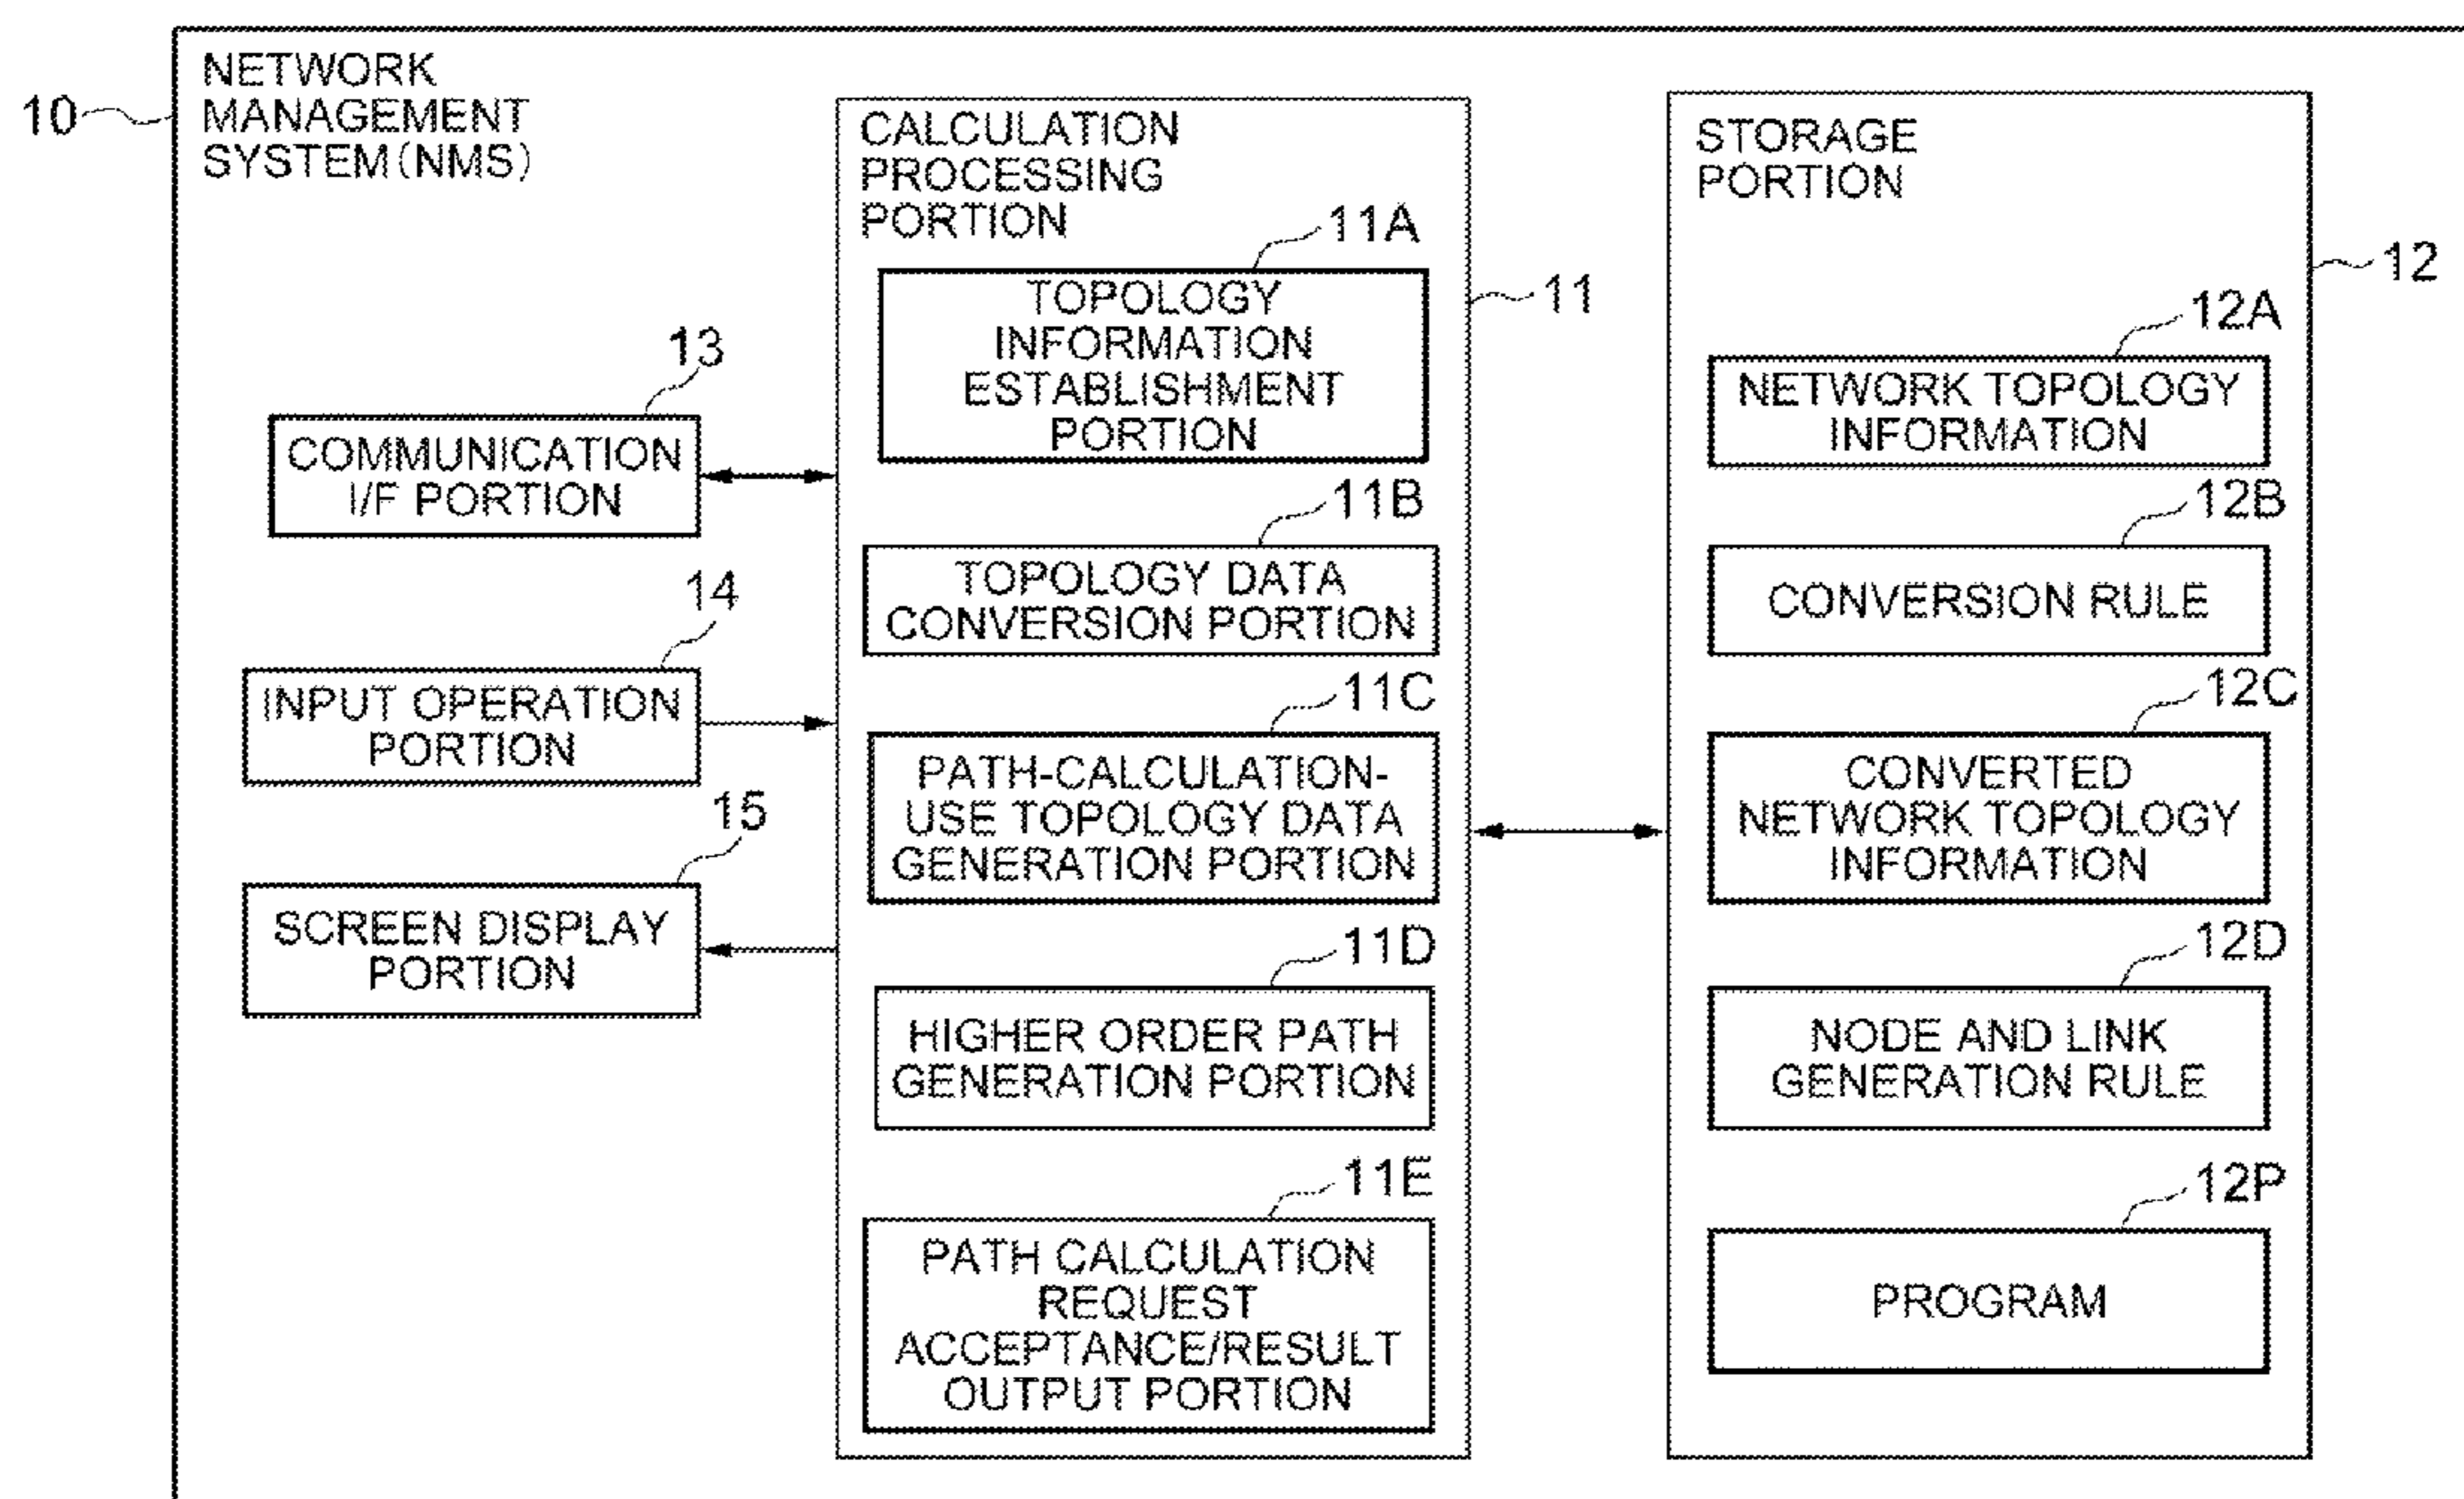 10
NETWORK
MANAGEMENT
SYSTEM(NMS)
13
COMMUNICATION
I/F PORTION
14
INPUT OPERATION
PORTION
15
SCREEN DISPLAY
PORTION
CALCULATION
PROCESSING
PORTION
11
11A
TOPOLOGY
INFORMATION
ESTABLISHMENT
PORTION
11B
TOPOLOGY DATA
CONVERSION PORTION
11C
PATH-CALCULATION-
USE TOPOLOGY DATA
GENERATION PORTION
11D
HIGHER ORDER PATH
GENERATION PORTION
11E
PATH CALCULATION
REQUEST
ACCEPTANCE/RESULT
OUTPUT PORTION
STORAGE
PORTION
12
12A
NETWORK TOPOLOGY
INFORMATION
12B
CONVERSION RULE
12C
CONVERTED
NETWORK TOPOLOGY
INFORMATION
12D
NODE AND LINK
GENERATION RULE
12P
PROGRAM